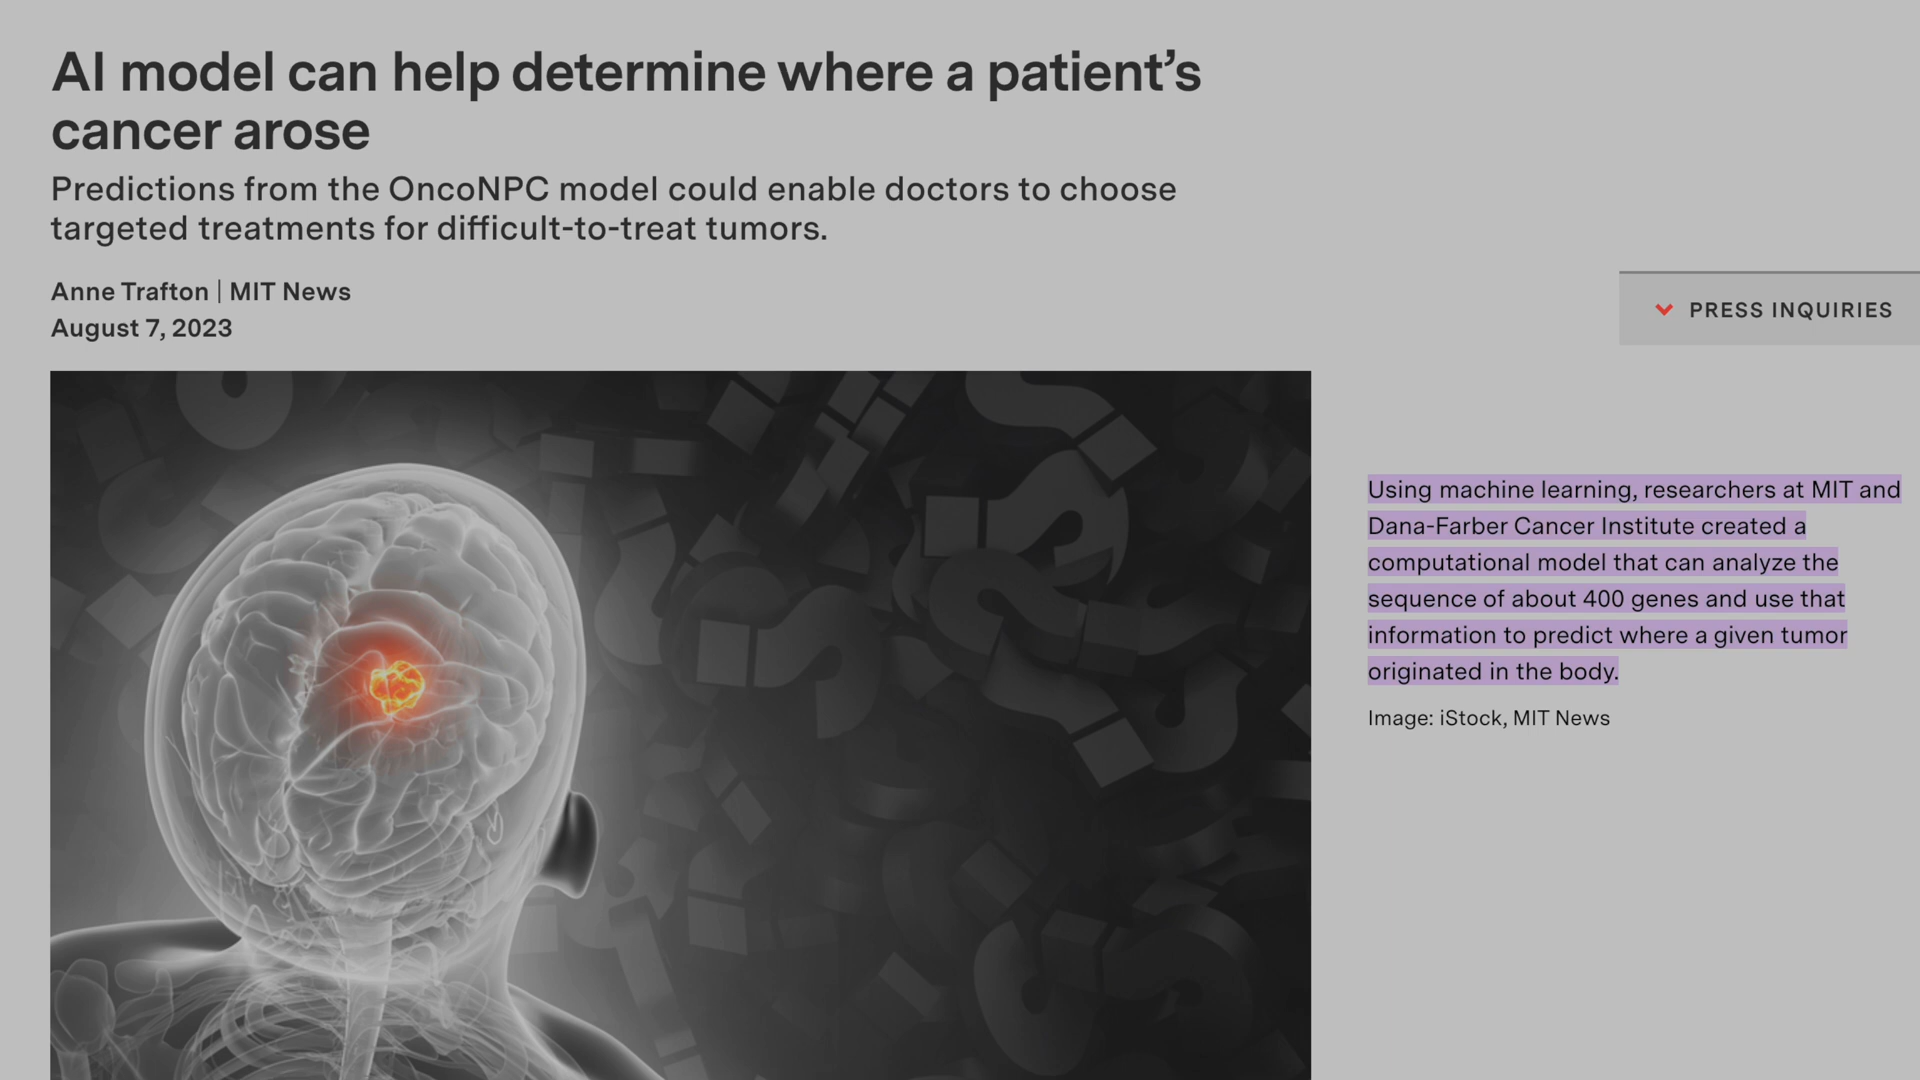 AI model can help determine where a patient’s
cancer arose
Predictions from the OncoNPC model could enable doctors to choose
targeted treatments for difficult-to-treat tumors.
Anne Trafton | MIT News
August 7, 2023
PRESS INQUIRIES
Using machine learning, researchers at MIT and
Dana-Farber Cancer Institute created a
computational model that can analyze the
sequence of about 400 genes and use that
information to predict where a given tumor
originated in the body.
Image: iStock, MIT News